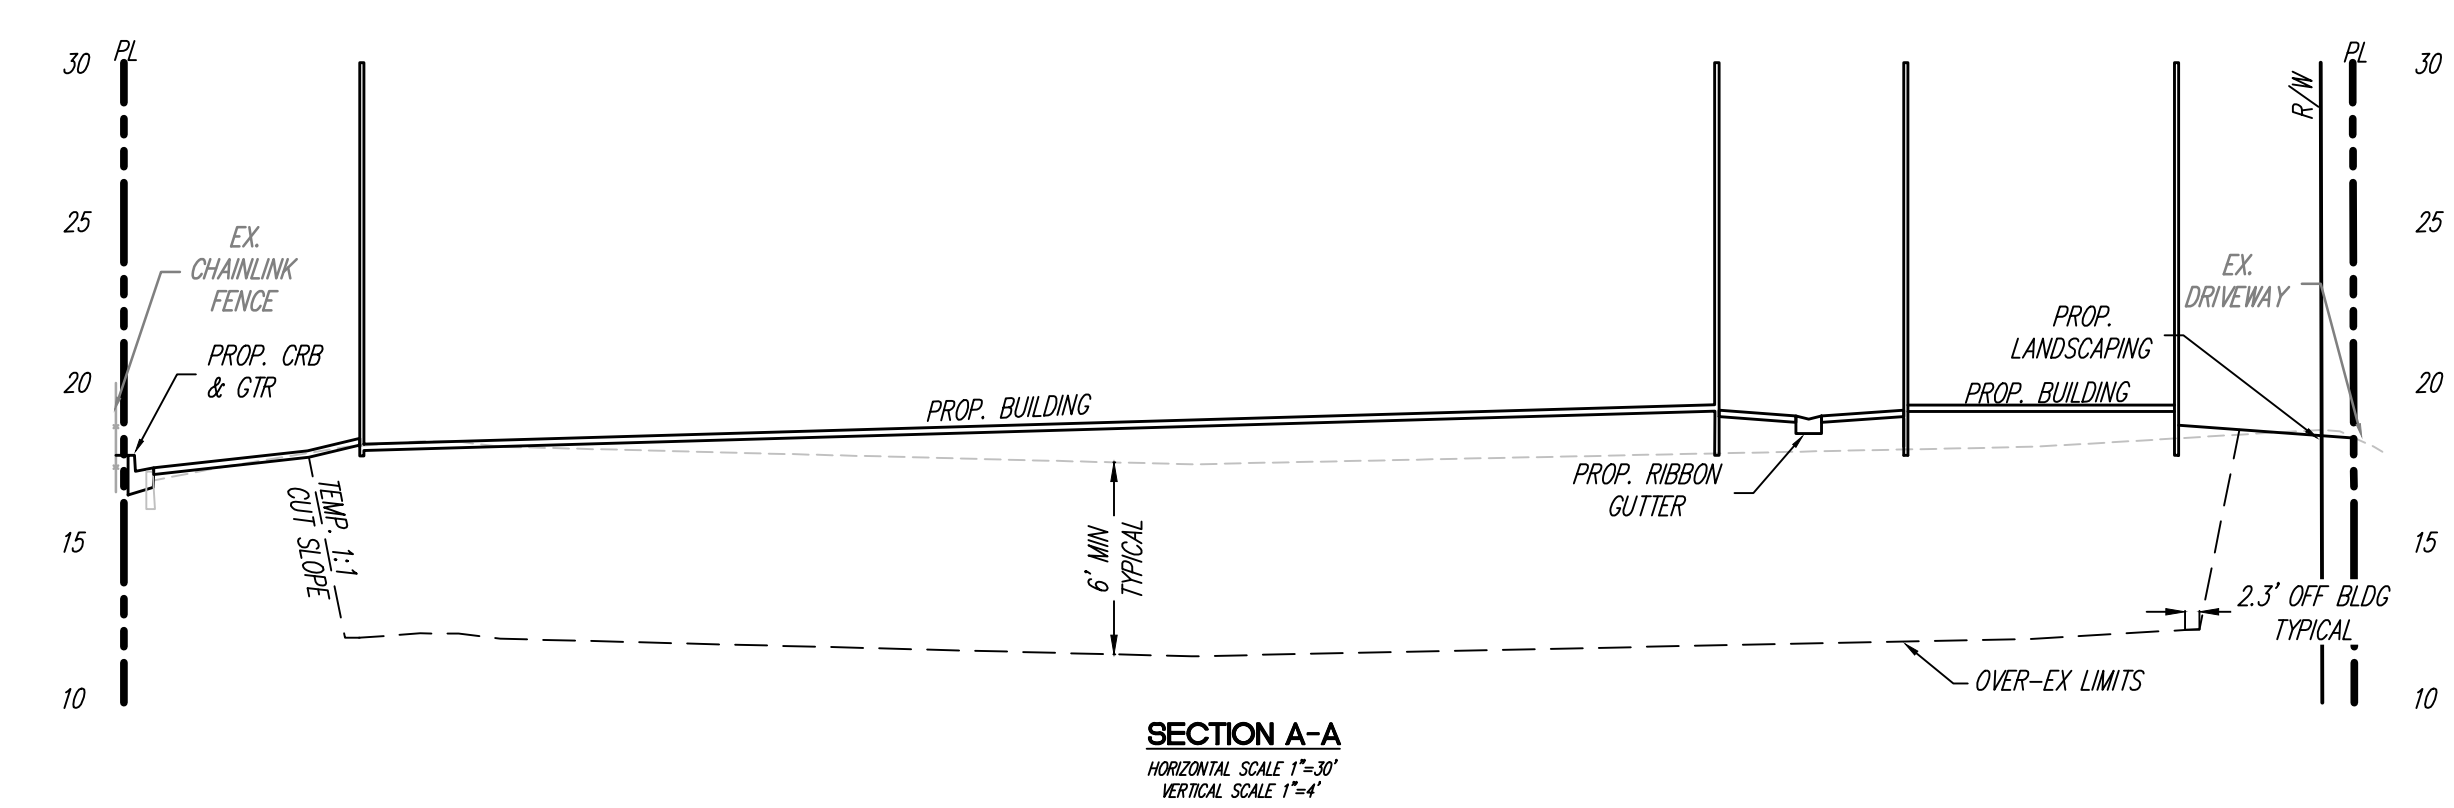 PL
PL
30
30
R/W
25
25
EX.
CHAINLINK
FENCE
EX.
DRIVEWAY
PROP.
LANDSCAPING
PROP. CRB
& GTR
20
20
PROP. BUILDING
PROP. BUILDING
PROP. RIBBON
GUTTER
TEMP. 1:1
CUT SLOPE
6' MIN
TYPICAL
15
15
2.3' OFF BLDG
TYPICAL
OVER-EX LIMITS
10
10
SECTION A-A
HORIZONTAL SCALE 1"=30'
VERTICAL SCALE 1"=4'